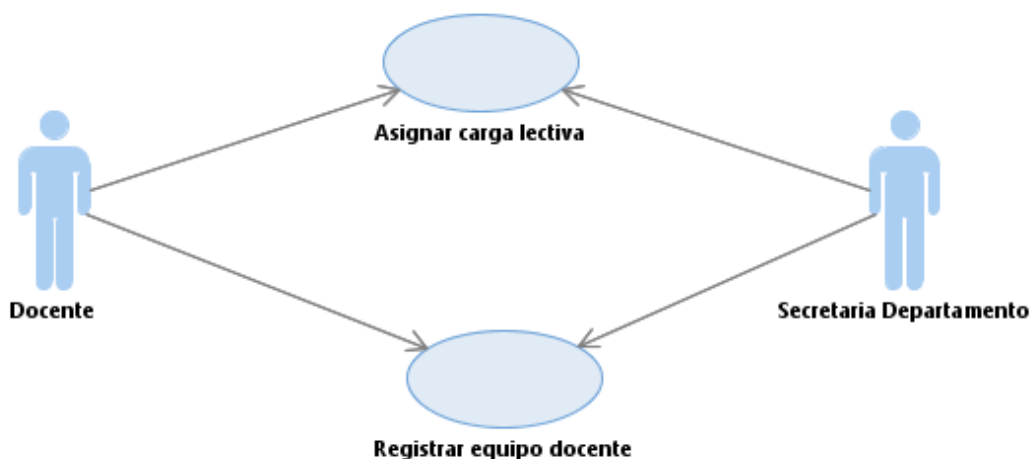 Asignar carga lectiva
Docente
Secretaria Departamento
Registrar equipo docente